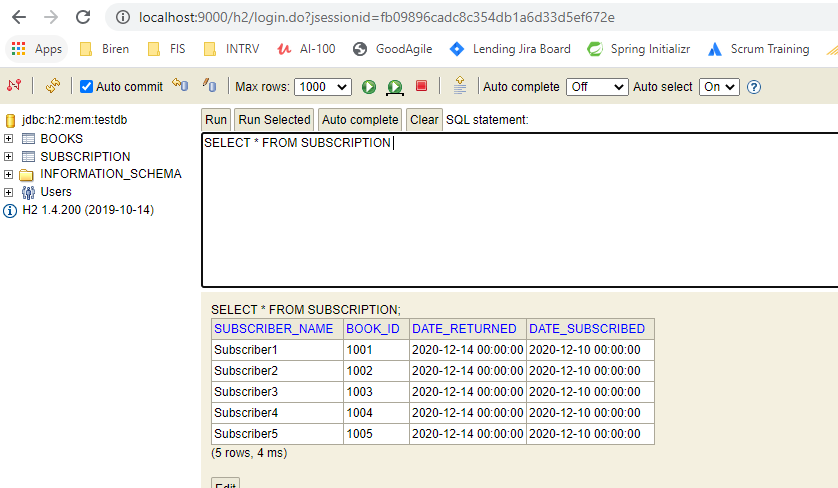 localhost:9000/h2/login.do?jsessionid=fb09896cadc8c354db1a6d33d5ef672e
Apps Biren FIS INTRV AI-100 GoodAgile Lending Jira Board Spring Initializr Scrum Training
Auto commit Max rows: 1000 Auto complete Off Auto select On ?
jdbc:h2:mem:testdb
BOOKS
SUBSCRIPTION
INFORMATION_SCHEMA
Users
H2 1.4.200 (2019-10-14)
Run Run Selected Auto complete Clear SQL statement:
SELECT * FROM SUBSCRIPTION
SELECT * FROM SUBSCRIPTION;
SUBSCRIBER_NAME BOOK_ID DATE_RETURNED DATE_SUBSCRIBED
Subscriber1 1001 2020-12-14 00:00:00 2020-12-10 00:00:00
Subscriber2 1002 2020-12-14 00:00:00 2020-12-10 00:00:00
Subscriber3 1003 2020-12-14 00:00:00 2020-12-10 00:00:00
Subscriber4 1004 2020-12-14 00:00:00 2020-12-10 00:00:00
Subscriber5 1005 2020-12-14 00:00:00 2020-12-10 00:00:00
(5 rows, 4 ms)
Edit